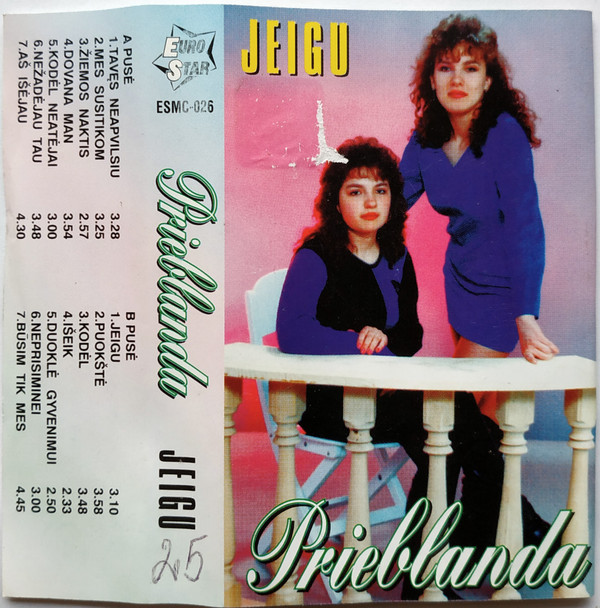 A PUSĖ
1.TAVĘS NEAPVILSIU 3.28
2.MES SUSITIKOM 3.25
3.ŽIEMOS NAKTIS 2.57
4.DOVANA MAN 3.54
5.KODĖL NEATĖJAI 3.00
6.NEŽADĖJAU TAU 3.48
7.AŠ IŠĖJAU 4.30
B PUSĖ
1.JEIGU 3.10
2.PUOKŠTĖ 3.58
3.KODĖL 3.48
4.IŠEIK 2.33
5.DUOKLĖ GYVENIMUI 2.50
6.NEPRISIMINEI 3.00
7.BŪSIM TIK MES 4.45
EURO
STAR
ESMC-026
Prieblanda
JEIGU
25
JEIGU
Prieblanda